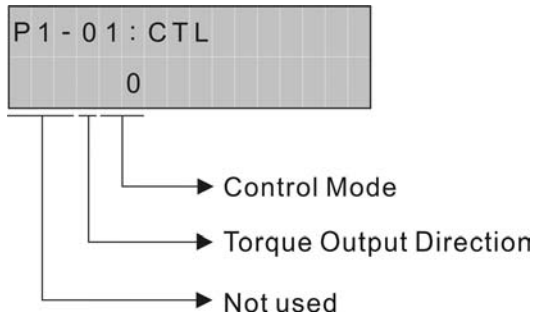 P1-01:CTL
0
Control Mode
Torque Output Direction
Not used